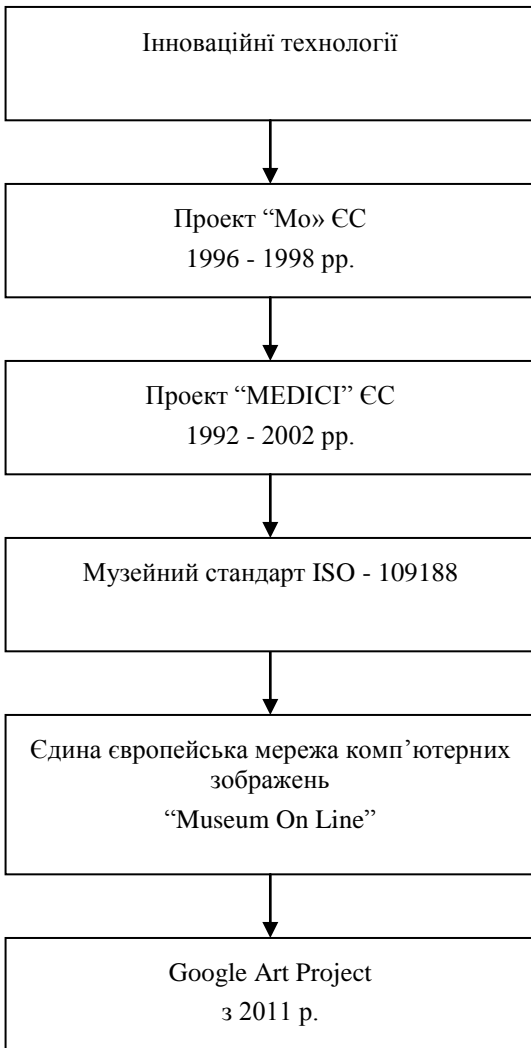 Інноваційнї технології
Проект “Мо» ЄС
1996 - 1998 рр.
Проект “MEDICI” ЄС
1992 - 2002 рр.
Музейний стандарт ISO - 109188
Єдина європейська мережа комп’ютерних
зображень
“Museum On Line”
Google Art Project
з 2011 р.